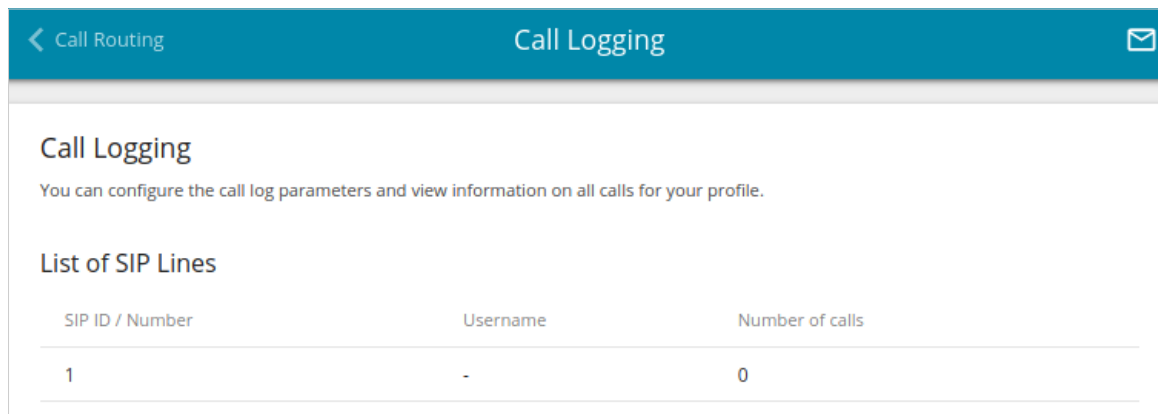 Call Routing Call Logging
Call Logging
You can configure the call log parameters and view information on all calls for your profile.
List of SIP Lines
SIP ID / Number Username Number of calls
1 - 0